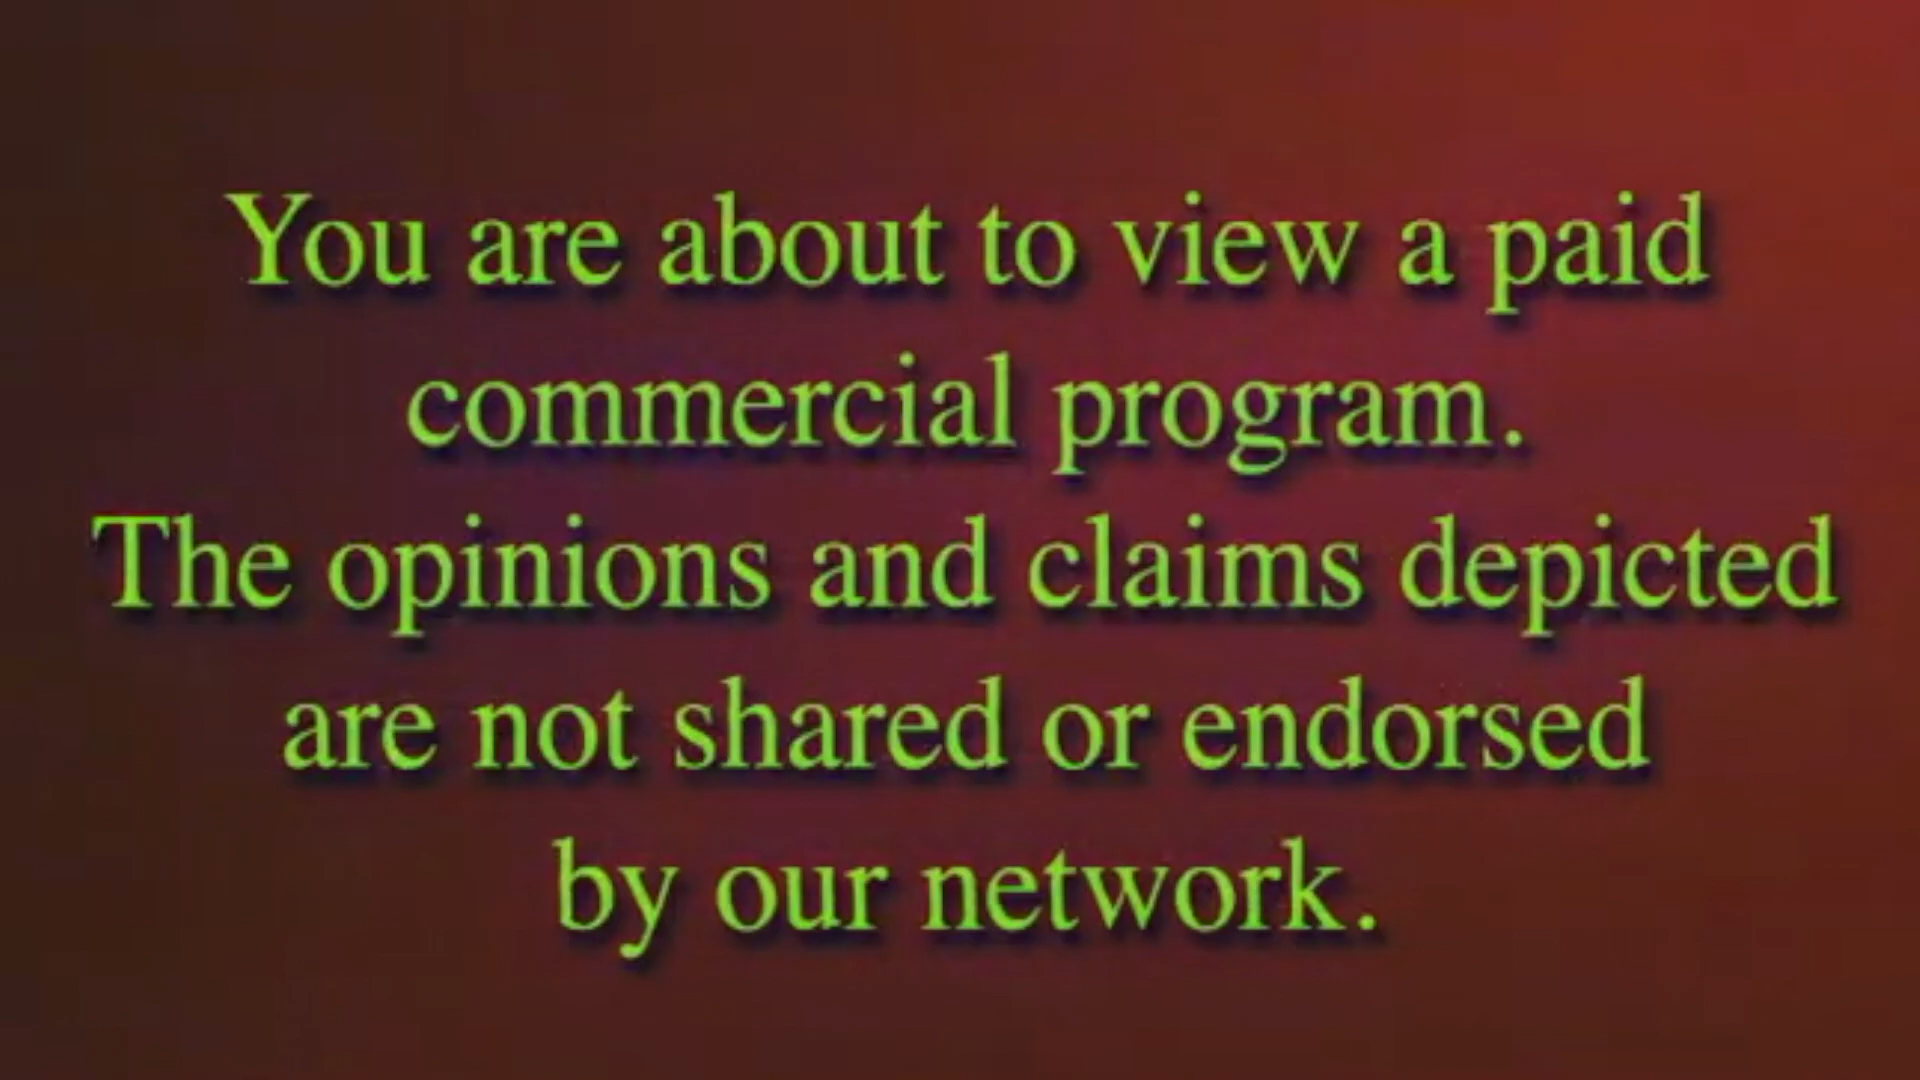 You are about to view a paid
commercial program.
The opinions and claims depicted
are not shared or endorsed
by our network.